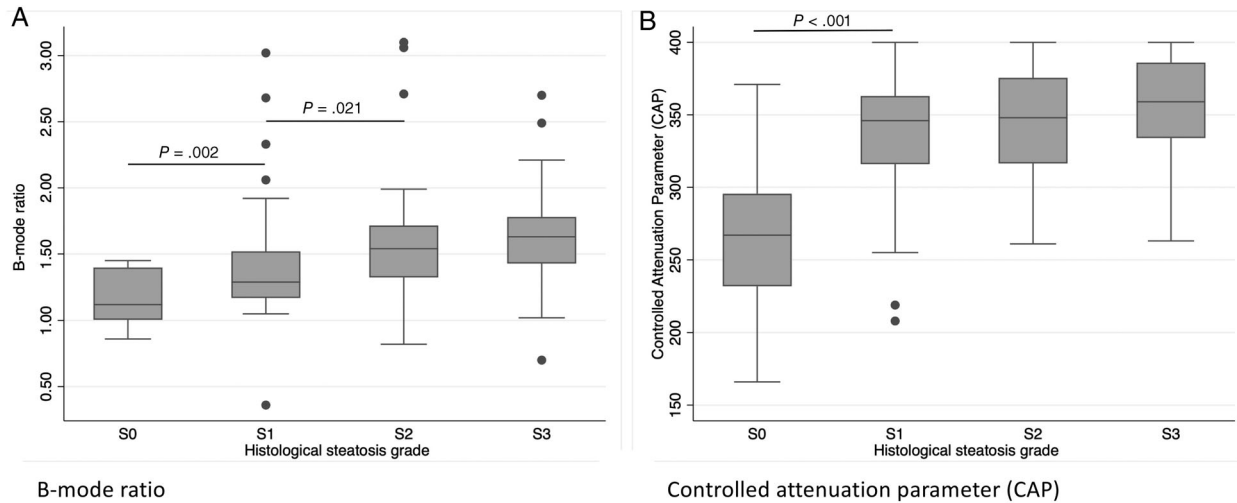 A
B-mode ratio
3.00
2.50
2.00
1.50
1.00
0.50
P = .002
P = .021
S0 S1 S2 S3
Histological steatosis grade
B-mode ratio
B
Controlled Attenuation Parameter (CAP)
400
350
300
250
200
150
P < .001
S0 S1 S2 S3
Histological steatosis grade
Controlled attenuation parameter (CAP)